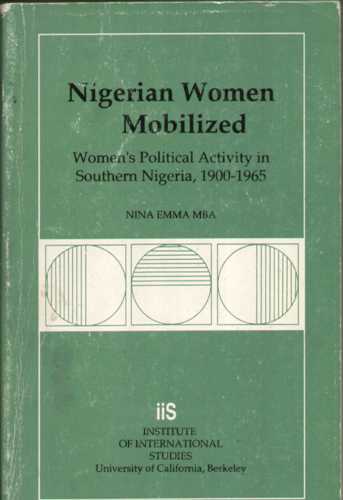 Nigerian Women
Mobilized
Women's Political Activity in
Southern Nigeria, 1900-1965
NINA EMMA MBA
iiS
INSTITUTE
OF INTERNATIONAL
STUDIES
University of California, Berkeley